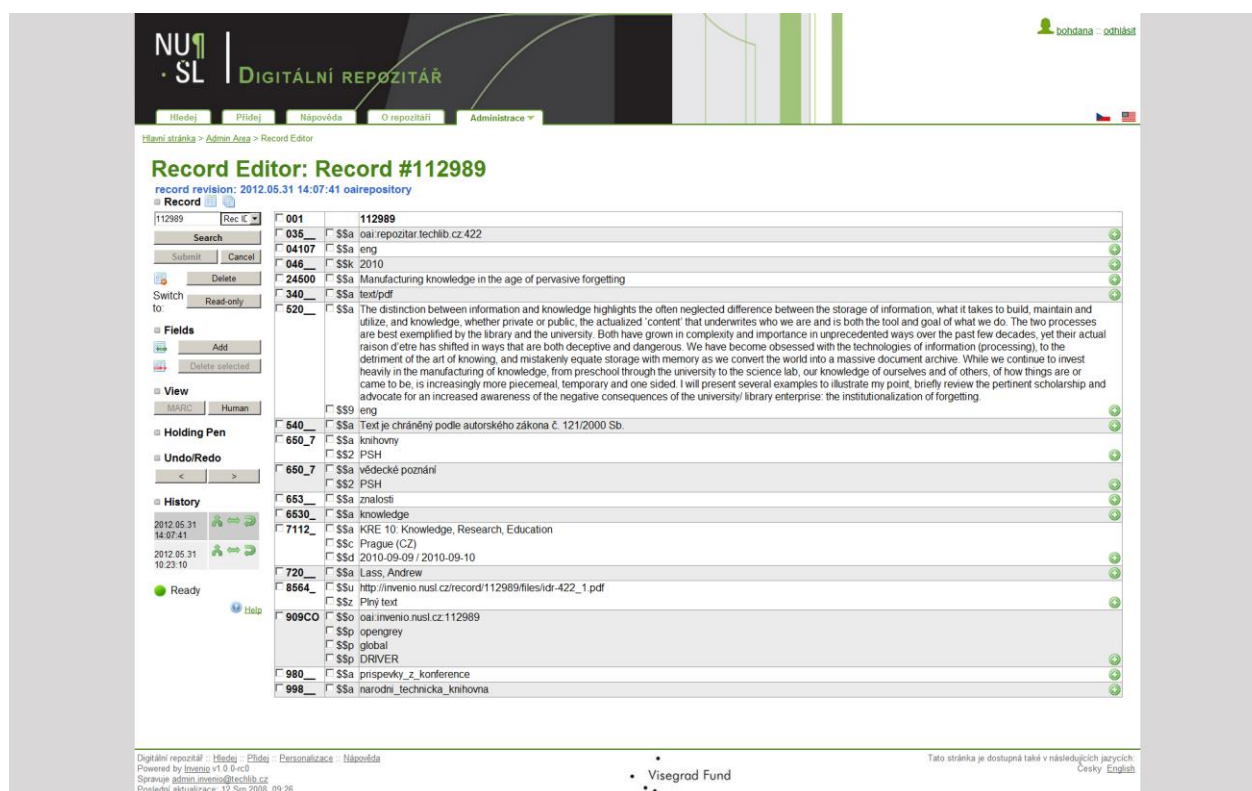 NU¶
· ŠL
DIGITÁLNÍ REPOZITÁŘ
bohdana :: odhlásit
Hledej Přidej Nápověda O repozitáři Administrace
Hlavní stránka > Admin Area > Record Editor
Record Editor: Record #112989
record revision: 2012.05.31 14:07:41 oairepository
Record
112989 Rec
Search
Submit Cancel
Delete
Switch to: Read-only
Fields
Add
Delete selected
View
MARC Human
Holding Pen
Undo/Redo
< >
History
2012.05.31
14:07:41
2012.05.31
10:23:10
Ready
Help
001 112989
035__ $$a oai:repozitar.techlib.cz:422
04107 $$a eng
046__ $$k 2010
24500 $$a Manufacturing knowledge in the age of pervasive forgetting
340__ $$a text/pdf
520__ $$a The distinction between information and knowledge highlights the often neglected difference between the storage of information, what it takes to build, maintain and
utilize, and knowledge, whether private or public, the actualized 'content' that underwrites who we are and is both the tool and goal of what we do. The two processes
are best exemplified by the library and the university. Both have grown in complexity and importance in unprecedented ways over the past few decades, yet their actual
raison d'etre has shifted in ways that are both deceptive and dangerous. We have become obsessed with the technologies of information (processing), to the
detriment of the art of knowing, and mistakenly equate storage with memory as we convert the world into a massive document archive. While we continue to invest
heavily in the manufacturing of knowledge, from preschool through the university to the science lab, our knowledge of ourselves and of others, of how things are or
came to be, is increasingly more piecemeal, temporary and one sided. I will present several examples to illustrate my point, briefly review the pertinent scholarship and
advocate for an increased awareness of the negative consequences of the university/ library enterprise: the institutionalization of forgetting.
$$9 eng
540__ $$a Text je chráněný podle autorského zákona č. 121/2000 Sb.
650_7 $$a knihovny
$$2 PSH
650_7 $$a vědecké poznání
$$2 PSH
653__ $$a znalosti
6530_ $$a knowledge
7112_ $$a KRE 10: Knowledge, Research, Education
$$c Prague (CZ)
$$d 2010-09-09 / 2010-09-10
720__ $$a Lass, Andrew
8564_ $$u http://invenio.nusl.cz/record/112989/files/idr-422_1.pdf
$$z Plný text
909CO $$o oai:invenio.nusl.cz:112989
$$p opengrey
$$p global
$$p DRIVER
980__ $$a prispevky_z_konference
998__ $$a narodni_technicka_knihovna
Digitální repozitář :: Hledej :: Přidej :: Personalizace :: Nápověda
Powered by Invenio v1.0.0-rc0
Spravuje admin.invenio@techlib.cz
Poslední aktualizace: 12 Srp 2008, 09:26
Visegrad Fund
Tato stránka je dostupná také v následujících jazycích:
Česky English